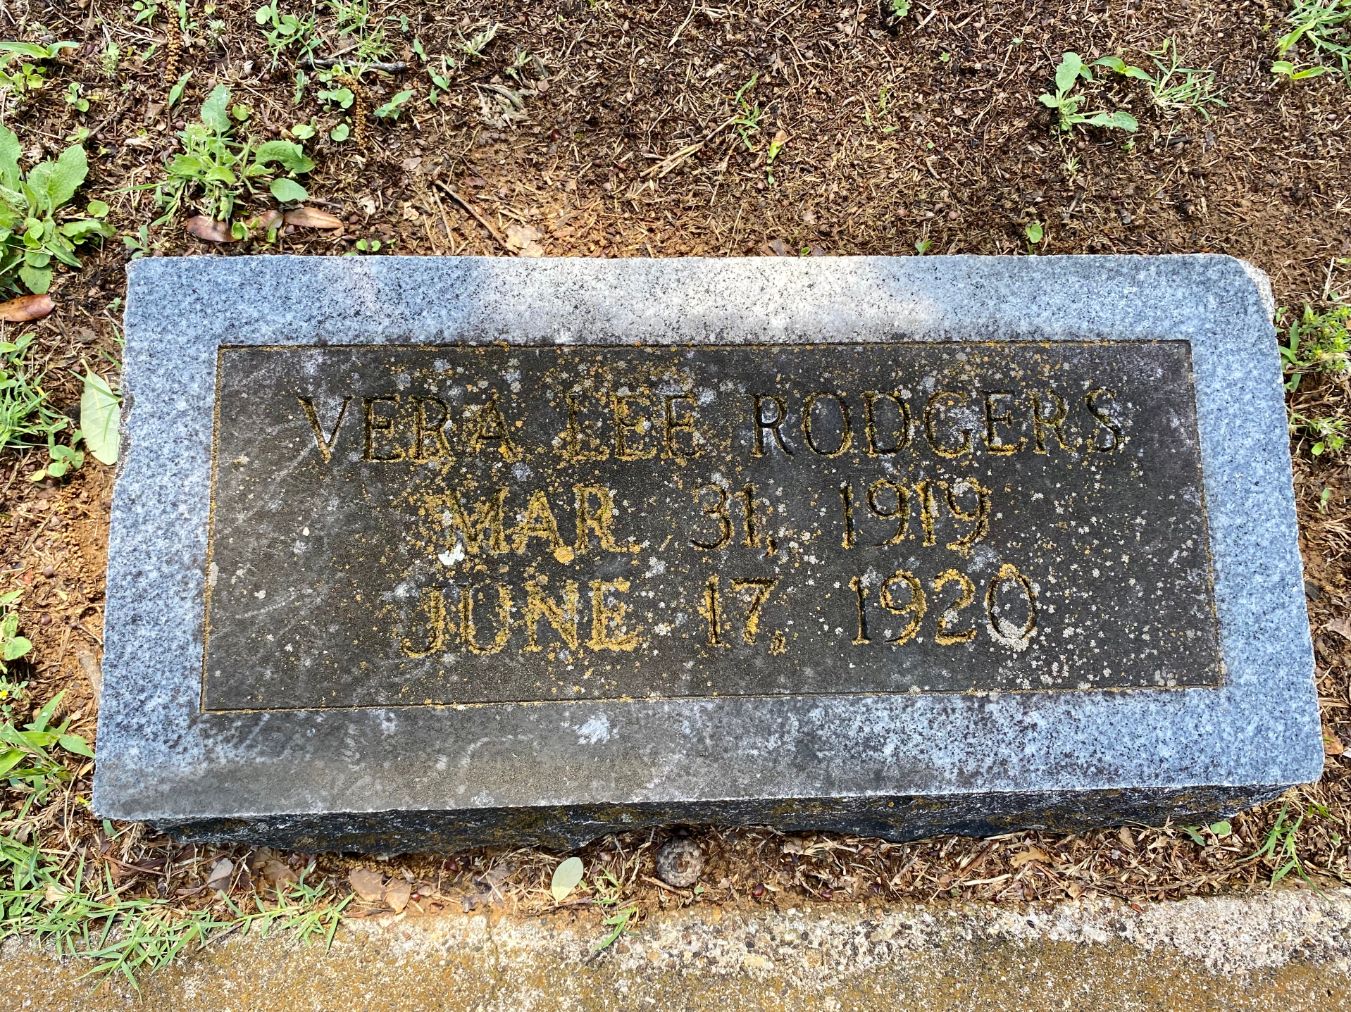 VERA LEE RODGERS
MAR. 31, 1919
JUNE 17, 1920